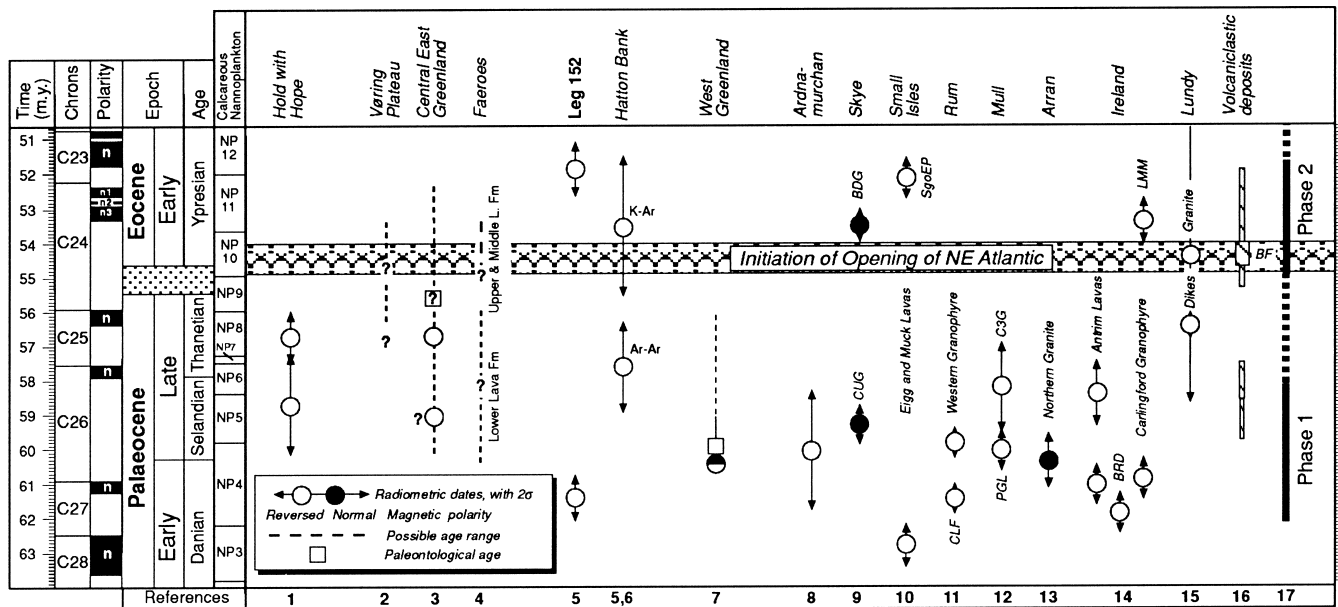 Time
(m.y.)
Chrons
Polarity
Epoch
Age
Calcareous
Nannoplankton
Hold with
Hope
Vøring
Plateau
Central East
Greenland
Faeroes
Leg 152
Hatton Bank
West
Greenland
Ardna-
murchan
Skye
Small
Isles
Rum
Mull
Arran
Ireland
Lundy
Volcaniclastic
deposits
51
52
53
54
55
56
57
58
59
60
61
62
63
C23
C24
C25
C26
C27
C28
n
n1
n2
n3
n
n
n
n
Eocene
Palaeocene
Early
Late
Early
Ypresian
Thanetian
Selandian
Danian
NP
12
NP
11
NP
10
NP9
NP8
NP7
NP6
NP5
NP4
NP3
?
?
?
?
?
?
Upper & Middle L. Fm
Lower Lava Fm
K-Ar
Ar-Ar
BDG
CUG
SgoEP
Eigg and Muck Lavas
Western Granophyre
CLF
C3G
PGL
Northern Granite
Antrim Lavas
BRD
LMM
Carlingford Granophyre
Granite
Dikes
BF
Initiation of Opening of NE Atlantic
Phase 2
Phase 1
Radiometric dates, with 2σ
Reversed Normal Magnetic polarity
Possible age range
Paleontological age
References
1
2
3
4
5
5,6
7
8
9
10
11
12
13
14
15
16
17